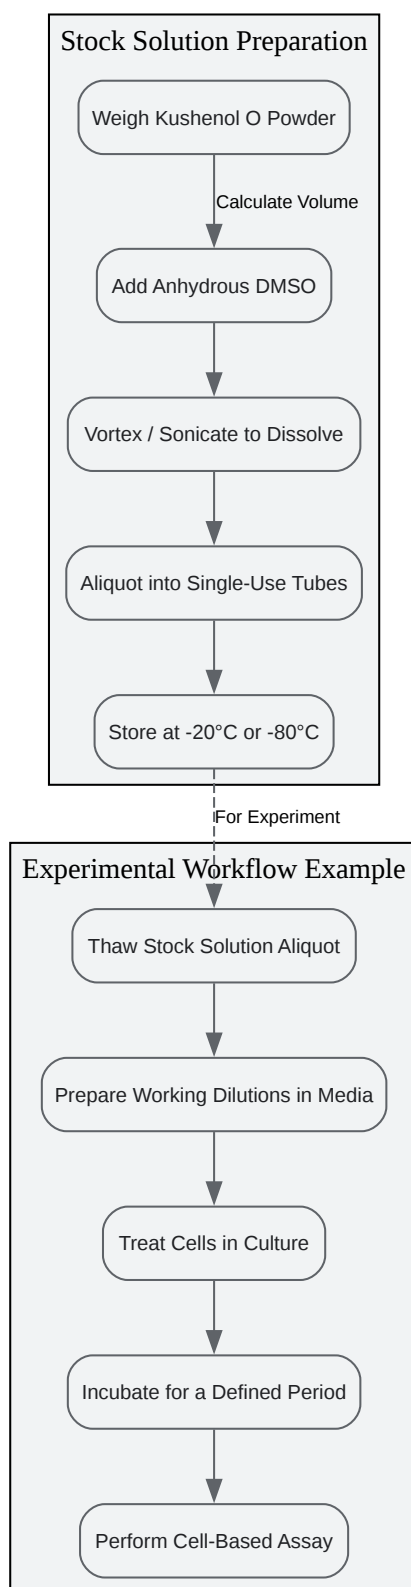 Stock Solution Preparation
Weigh Kushenol O Powder
Calculate Volume
Add Anhydrous DMSO
Vortex / Sonicate to Dissolve
Aliquot into Single-Use Tubes
Store at -20°C or -80°C
For Experiment
Experimental Workflow Example
Thaw Stock Solution Aliquot
Prepare Working Dilutions in Media
Treat Cells in Culture
Incubate for a Defined Period
Perform Cell-Based Assay